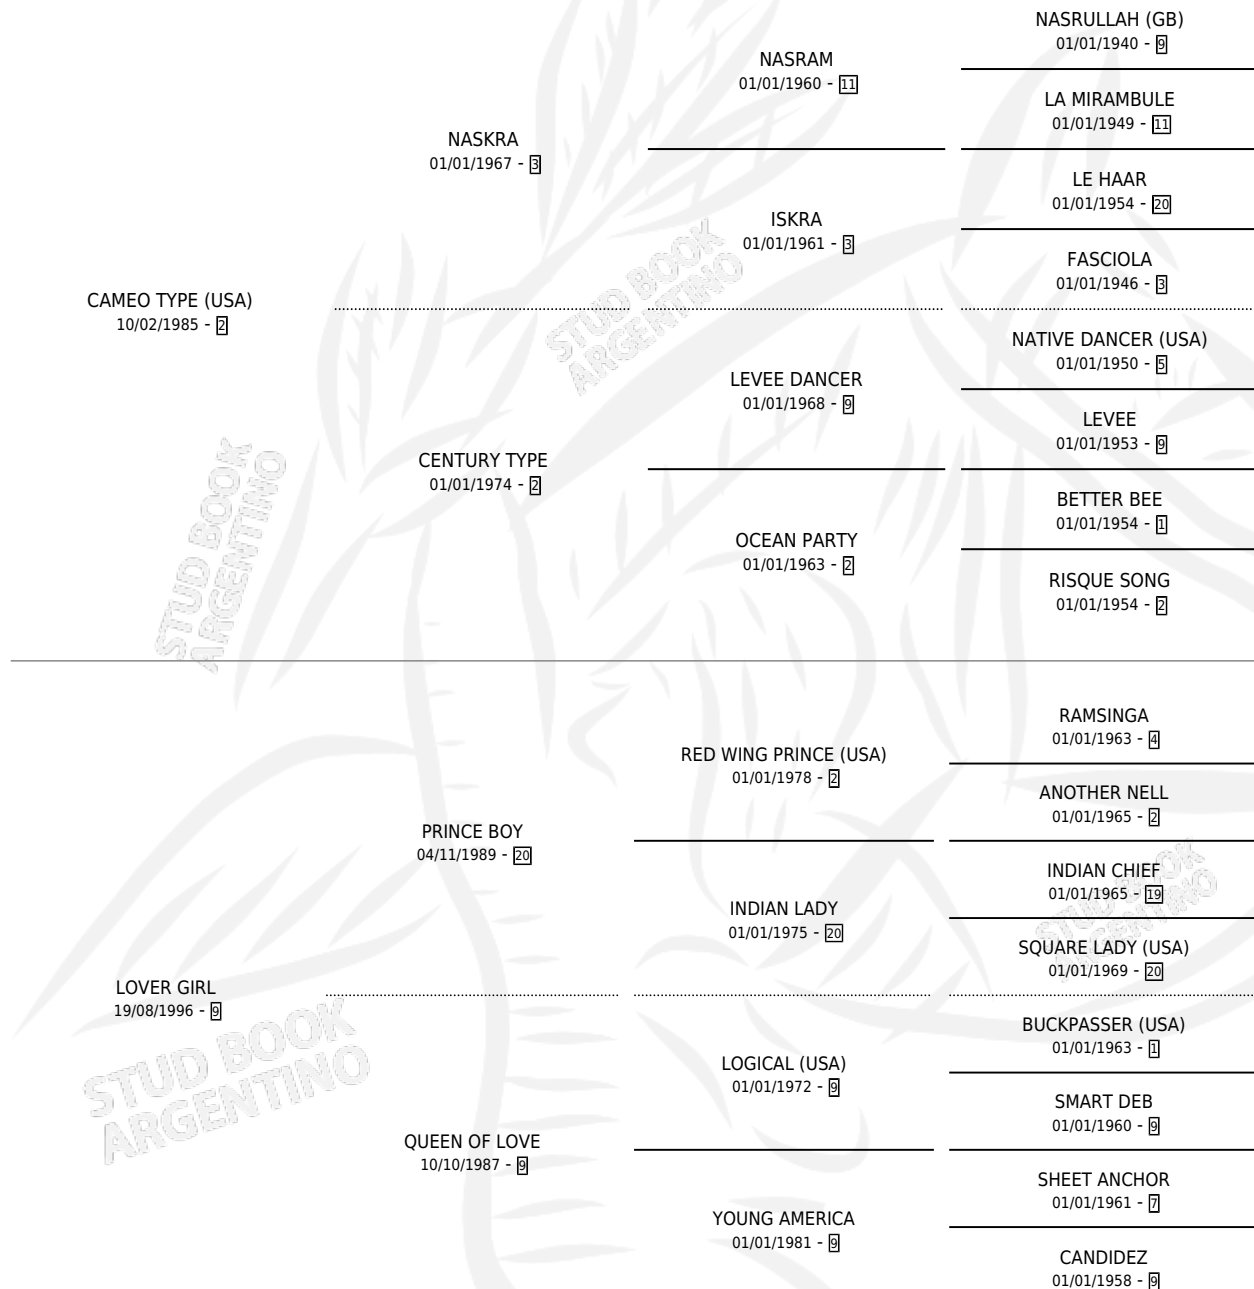 NASRULLAH (GB)
01/01/1940 - 9
NASRAM
01/01/1960 - 11
LA MIRAMBULE
01/01/1949 - 11
NASKRA
01/01/1967 - 3
LE HAAR
01/01/1954 - 20
ISKRA
01/01/1961 - 3
FASCIOLA
01/01/1946 - 3
CAMEO TYPE (USA)
10/02/1985 - 2
NATIVE DANCER (USA)
01/01/1950 - 5
LEVEE DANCER
01/01/1968 - 9
LEVEE
01/01/1953 - 9
CENTURY TYPE
01/01/1974 - 2
BETTER BEE
01/01/1954 - 1
OCEAN PARTY
01/01/1963 - 2
RISQUE SONG
01/01/1954 - 2
RAMSINGA
01/01/1963 - 4
RED WING PRINCE (USA)
01/01/1978 - 2
ANOTHER NELL
01/01/1965 - 2
PRINCE BOY
04/11/1989 - 20
INDIAN CHIEF
01/01/1965 - 19
INDIAN LADY
01/01/1975 - 20
SQUARE LADY (USA)
01/01/1969 - 20
LOVER GIRL
19/08/1996 - 9
BUCKPASSER (USA)
01/01/1963 - 1
LOGICAL (USA)
01/01/1972 - 9
SMART DEB
01/01/1960 - 9
QUEEN OF LOVE
10/10/1987 - 9
SHEET ANCHOR
01/01/1961 - 7
YOUNG AMERICA
01/01/1981 - 9
CANDIDEZ
01/01/1958 - 9
STUD BOOK
ARGENTINO
STUD BOOK
ARGENTINO
STUD BOOK
ARGENTINO
STUD BOOK
ARGENTINO